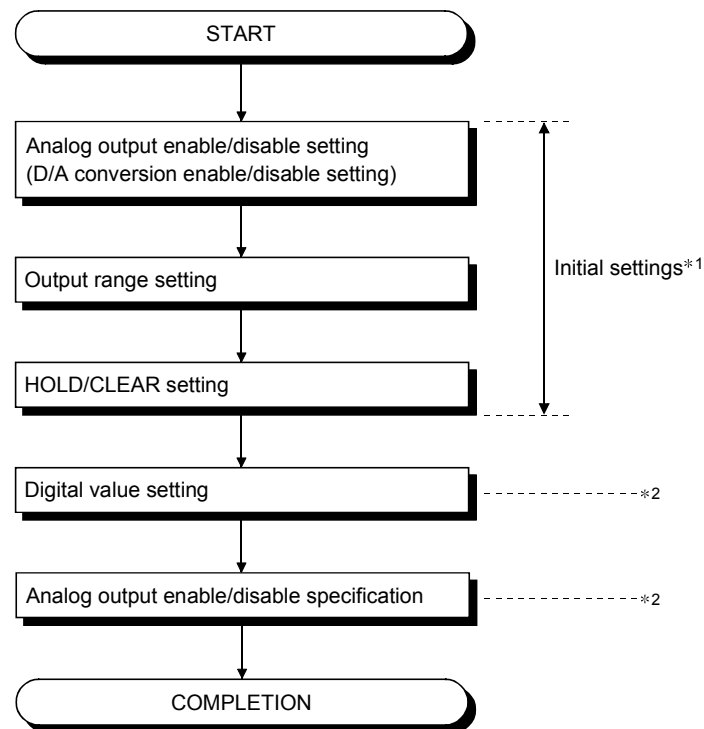 START
Analog output enable/disable setting
(D/A conversion enable/disable setting)
Output range setting
Initial settings*1
HOLD/CLEAR setting
Digital value setting
*2
Analog output enable/disable specification
*2
COMPLETION